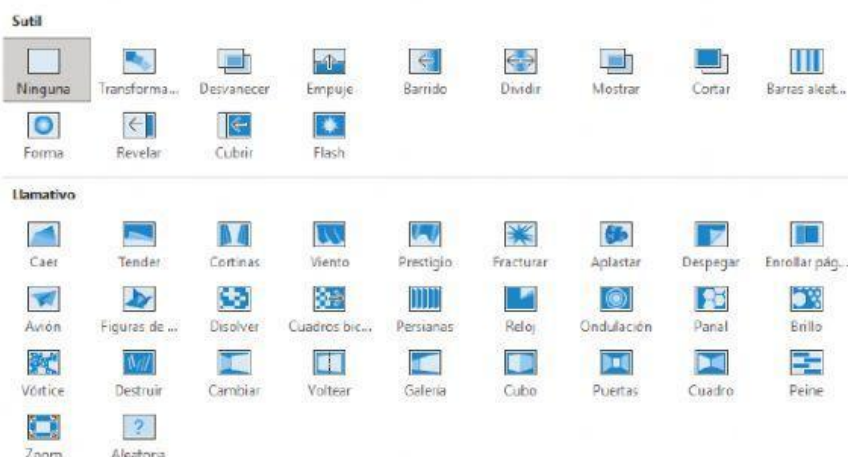 Sutil
Ninguna Transforma... Desvanecer Empuje Barrido Dividir Mostrar Cortar Barras aleat...
Forma Revelar Cubrir Flash
Llamativo
Caer Tender Cortinas Viento Prestigio Fracturar Aplastar Despegar Enrollar pág...
Avión Figuras de ... Disolver Cuadros bic... Persianas Reloj Ondulación Panal Brillo
Vórtice Destruir Cambiar Voltear Galería Cubo Puertas Cuadro Peine
Zoom Aleatoria